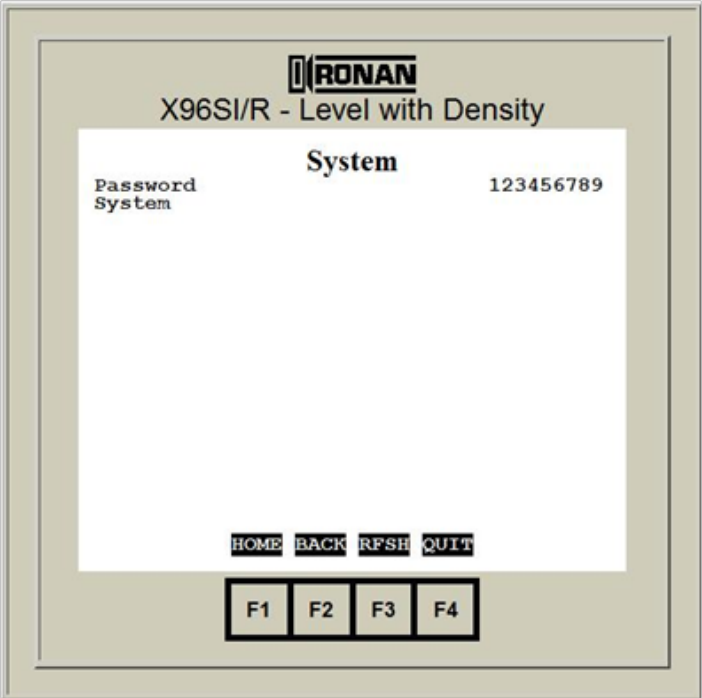 RONAN
X96SI/R - Level with Density
System
Password 123456789
System
HOME BACK RFSH QUIT
F1 F2 F3 F4